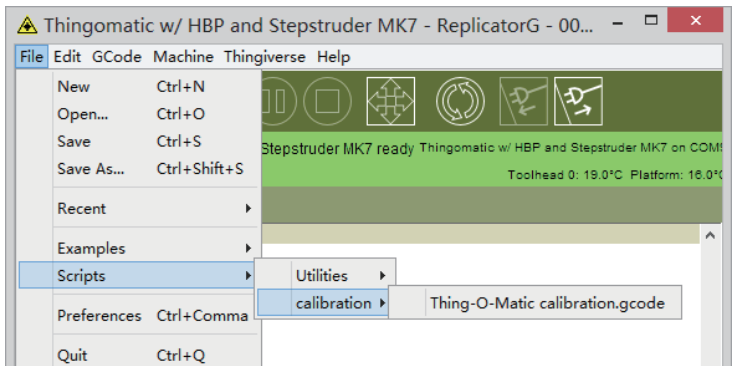 Thingomatic w/ HBP and Stepstruder MK7 - ReplicatorG - 00...
File Edit GCode Machine Thingiverse Help
New Ctrl+N
Open... Ctrl+O
Save Ctrl+S
Save As... Ctrl+Shift+S
Recent
Examples
Scripts
Preferences Ctrl+Comma
Quit Ctrl+Q
Stepstruder MK7 ready Thingomatic w/ HBP and Stepstruder MK7 on COM5
Toolhead 0: 19.0°C Platform: 16.0°C
Utilities
calibration
Thing-O-Matic calibration.gcode